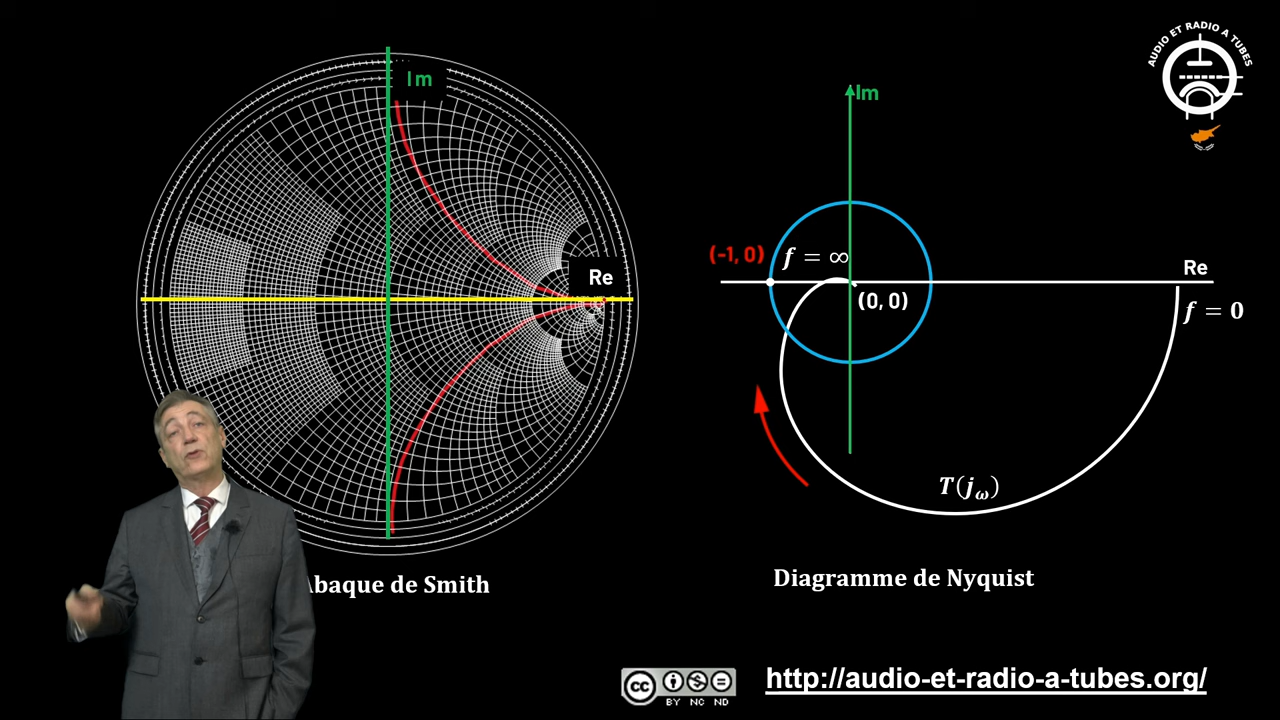 AUDIO ET RADIO A TUBES
Im
Im
(-1, 0)
f = ∞
Re
Re
(0, 0)
f = 0
T(jω)
Abaque de Smith
Diagramme de Nyquist
cc
BY NC ND
http://audio-et-radio-a-tubes.org/